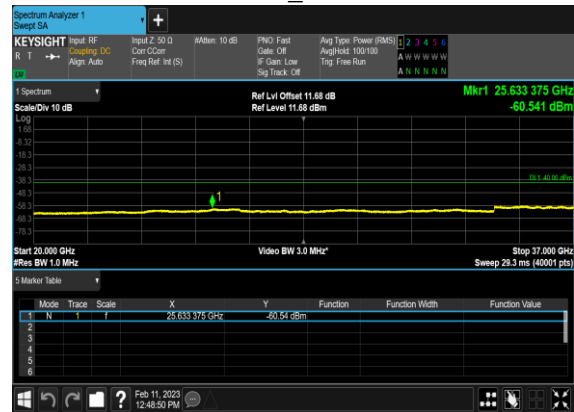 Spectrum Analyzer 1
Swept SA
+
KEYSIGHT Input: RF Input Z: 50 Ω #Atten: 10 dB PNO: Fast Avg Type: Power (RMS) 1 2 3 4 5 6
R T Coupling: DC Corr CCorr Gate: Off Avg|Hold: 100/100 A W W W W W
Align: Auto Freq Ref: Int (S) IF Gain: Low Trig: Free Run
Sig Track: Off A N N N N N
1 Spectrum Ref Lvl Offset 11.68 dB Mkr1 25.633 375 GHz
Scale/Div 10 dB Ref Level 11.68 dBm -60.541 dBm
Log
1.68
-8.32
-18.3
-28.3
-38.3 DL1 -40.00 dBm
-48.3
1
-58.3
-68.3
-78.3
Start 20.000 GHz Video BW 3.0 MHz* Stop 37.000 GHz
#Res BW 1.0 MHz Sweep 29.3 ms (40001 pts)
5 Marker Table
Mode Trace Scale X Y Function Function Width Function Value
1 N 1 f 25.633 375 GHz -60.54 dBm
2
3
4
5
6
? Feb 11, 2023
12:48:50 PM